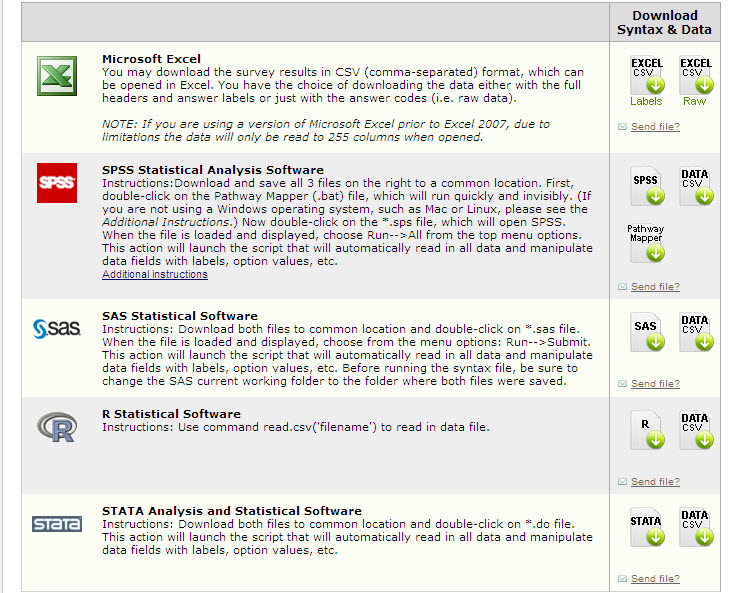 Download
Syntax & Data
Microsoft Excel
You may download the survey results in CSV (comma-separated) format, which can
be opened in Excel. You have the choice of downloading the data either with the full
headers and answer labels or just with the answer codes (i.e. raw data).
NOTE: If you are using a version of Microsoft Excel prior to Excel 2007, due to
limitations the data will only be read to 255 columns when opened.
EXCEL
CSV
Labels
EXCEL
CSV
Raw
Send file?
SPSS
SPSS Statistical Analysis Software
Instructions:Download and save all 3 files on the right to a common location. First,
double-click on the Pathway Mapper (.bat) file, which will run quickly and invisibly. (If
you are not using a Windows operating system, such as Mac or Linux, please see the
Additional Instructions.) Now double-click on the *.sps file, which will open SPSS.
When the file is loaded and displayed, choose Run-->All from the top menu options.
This action will launch the script that will automatically read in all data and manipulate
data fields with labels, option values, etc.
Additional instructions
SPSS
DATA
CSV
Pathway
Mapper
Send file?
sas
SAS Statistical Software
Instructions: Download both files to common location and double-click on *.sas file.
When the file is loaded and displayed, choose from the menu options: Run-->Submit.
This action will launch the script that will automatically read in all data and manipulate
data fields with labels, option values, etc. Before running the syntax file, be sure to
change the SAS current working folder to the folder where both files were saved.
SAS
DATA
CSV
Send file?
R
R Statistical Software
Instructions: Use command read.csv('filename') to read in data file.
R
DATA
CSV
Send file?
STATA
STATA Analysis and Statistical Software
Instructions: Download both files to common location and double-click on *.do file.
This action will launch the script that will automatically read in all data and manipulate
data fields with labels, option values, etc.
STATA
DATA
CSV
Send file?